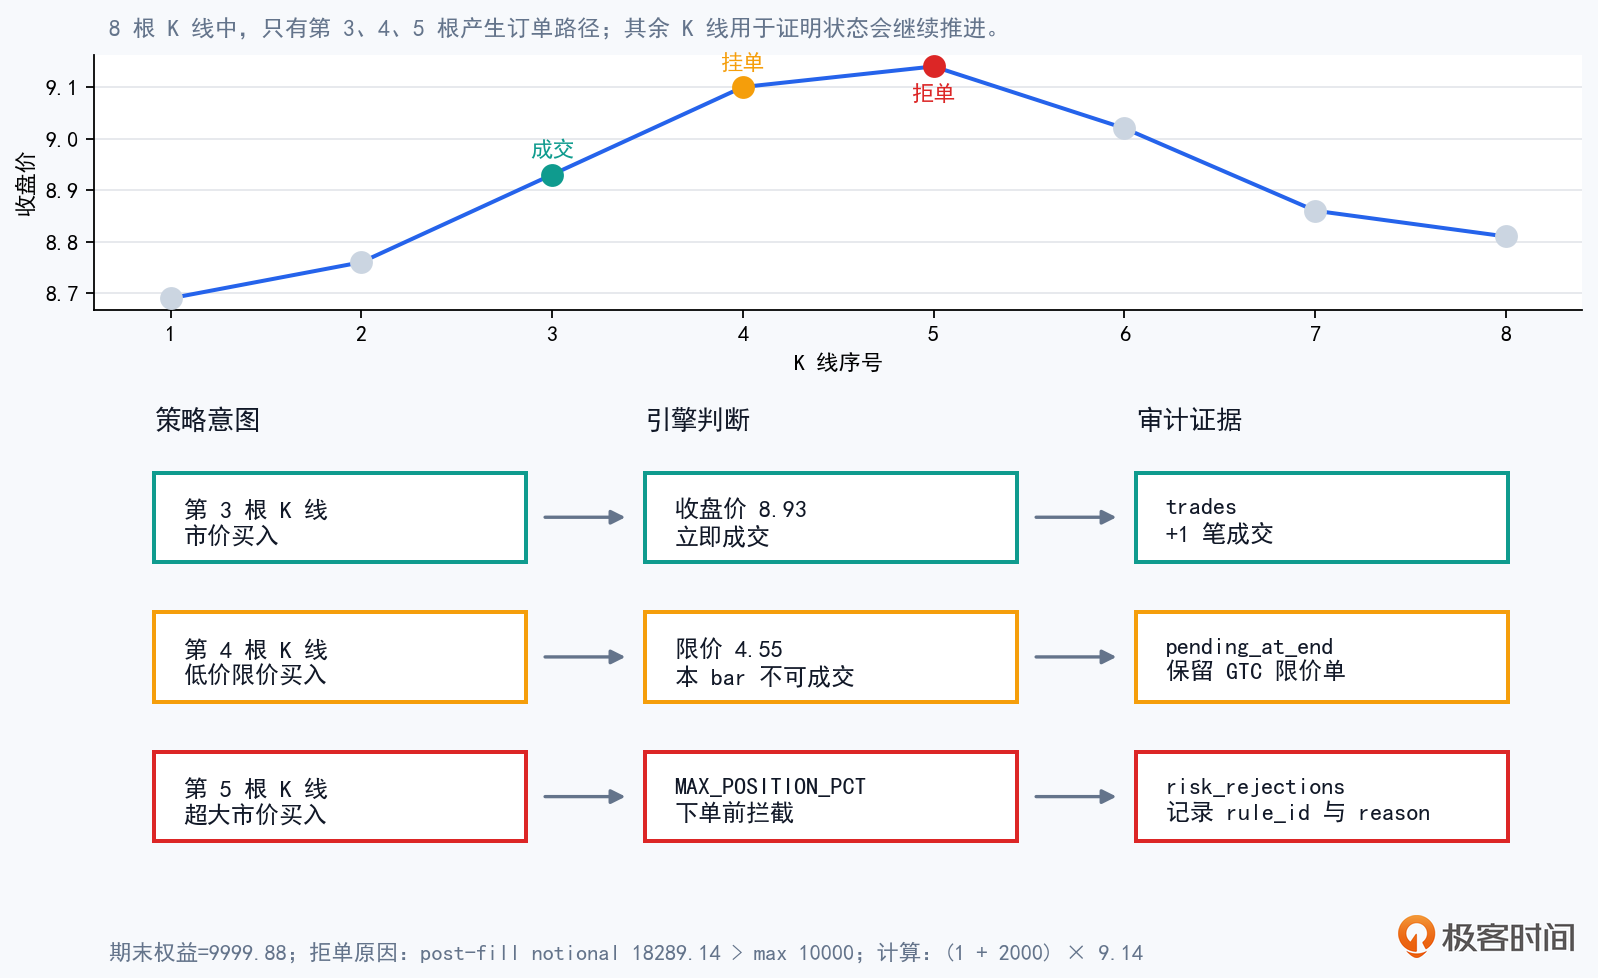 8 根 K 线中，只有第 3、4、5 根产生订单路径；其余 K 线用于证明状态会继续推进。
挂单
拒单
成交
9.1
9.0
8.9
8.8
8.7
收盘价
1 2 3 4 5 6 7 8
K 线序号
策略意图
引擎判断
审计证据
第 3 根 K 线
市价买入
收盘价 8.93
立即成交
trades
+1 笔成交
第 4 根 K 线
低价限价买入
限价 4.55
本 bar 不可成交
pending_at_end
保留 GTC 限价单
第 5 根 K 线
超大市价买入
MAX_POSITION_PCT
下单前拦截
risk_rejections
记录 rule_id 与 reason
期末权益=9999.88；拒单原因：post-fill notional 18289.14 > max 10000；计算：(1 + 2000) × 9.14
极客时间